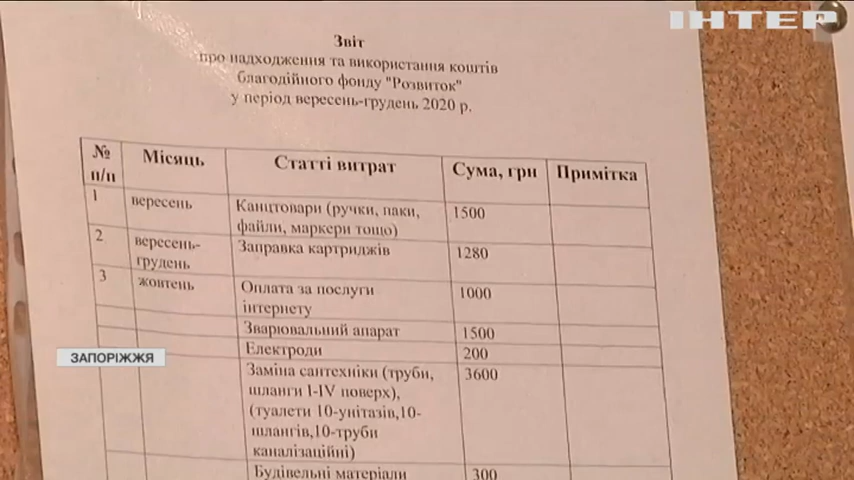 ІНТЕР
Звіт
про надходження та використання коштів
благодійного фонду "Розвиток"
у період вересень-грудень 2020 р.
№ п/п Місяць Статті витрат Сума, грн Примітка
1 вересень Канцтовари (ручки, паки, 1500
файли, маркери тощо)
2 вересень- Заправка картриджів 1280
грудень
3 жовтень Оплата за послуги 1000
інтернету
Зварювальний апарат 1500
Електроди 200
Заміна сантехніки (труби, 3600
шланги I-IV поверх),
(туалети 10-унітазів,10-
шлангів,10-труби
каналізаційні)
Будівельні матеріали 300
ЗАПОРІЖЖЯ